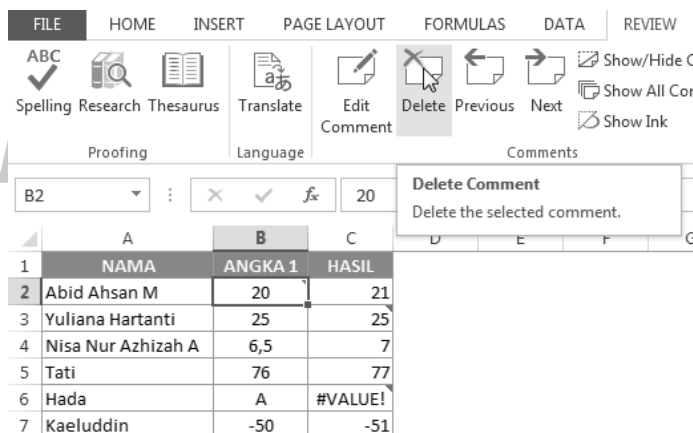 FILE HOME INSERT PAGE LAYOUT FORMULAS DATA REVIEW
ABC
Spelling Research Thesaurus Translate Edit Comment Delete Previous Next
Show/Hide C
Show All Cor
Show Ink
Proofing Language Comments
B2 fx 20
Delete Comment
Delete the selected comment.
A B C D E F G
1 NAMA ANGKA 1 HASIL
2 Abid Ahsan M 20 21
3 Yuliana Hartanti 25 25
4 Nisa Nur Azhizah A 6,5 7
5 Tati 76 77
6 Hada A #VALUE!
7 Kaeluddin -50 -51